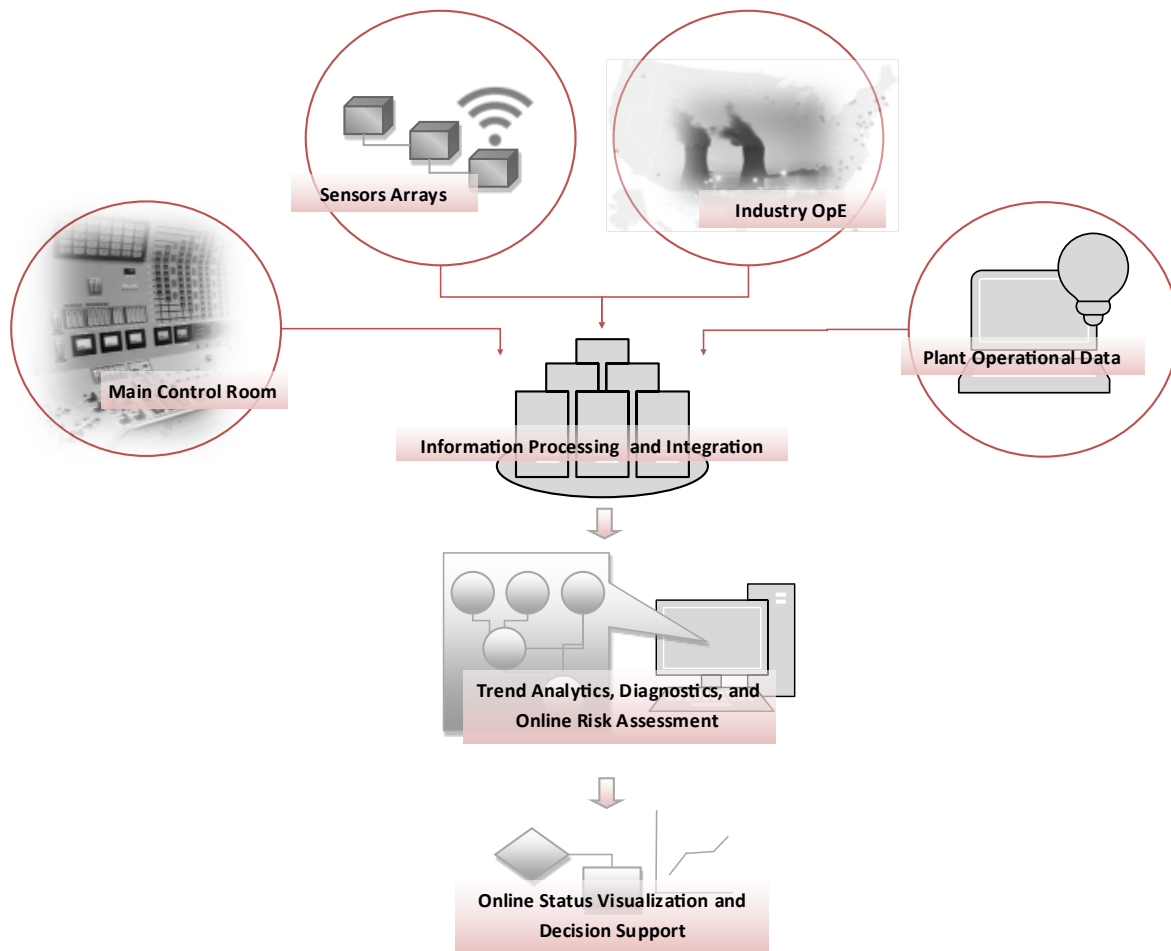 Sensors Arrays
Industry OpE
Main Control Room
Plant Operational Data
Information Processing and Integration
Trend Analytics, Diagnostics, and
Online Risk Assessment
Online Status Visualization and
Decision Support